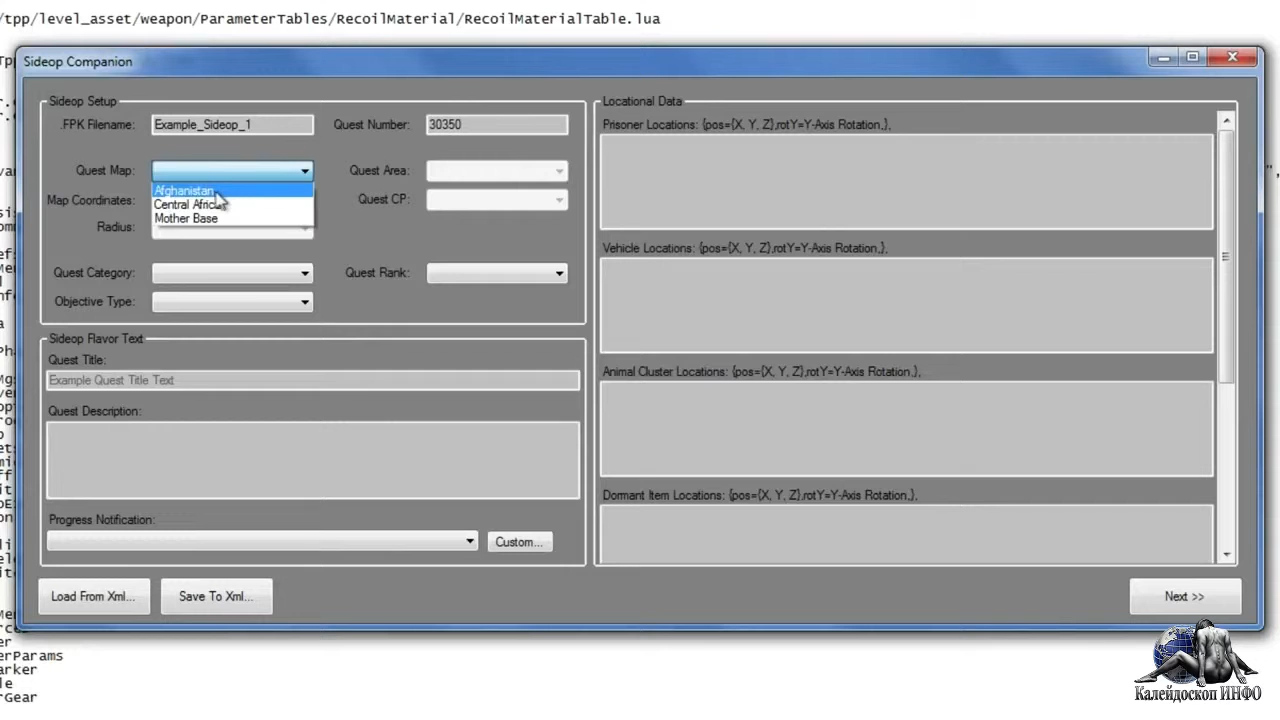 /tpp/level_asset/weapon/ParameterTables/RecoilMaterial/RecoilMaterialTable.lua
Sideop Companion
Sideop Setup
.FPK Filename: Example_Sideop_1 Quest Number: 30350
Quest Map: Quest Area:
Afghanistan
Central Africa
Mother Base
Map Coordinates: Quest CP:
Radius:
Quest Category: Quest Rank:
Objective Type:
Sideop Flavor Text
Quest Title:
Example Quest Title Text
Quest Description:
Progress Notification:
Custom...
Load From Xml... Save To Xml...
Locational Data
Prisoner Locations: {pos={X, Y, Z},rotY=Y-Axis Rotation,},
Vehicle Locations: {pos={X, Y, Z},rotY=Y-Axis Rotation,},
Animal Cluster Locations: {pos={X, Y, Z},rotY=Y-Axis Rotation,},
Dormant Item Locations: {pos={X, Y, Z},rotY=Y-Axis Rotation,},
Next >>
erParams
arker
le
rGear
Калейдоскоп ИНФО